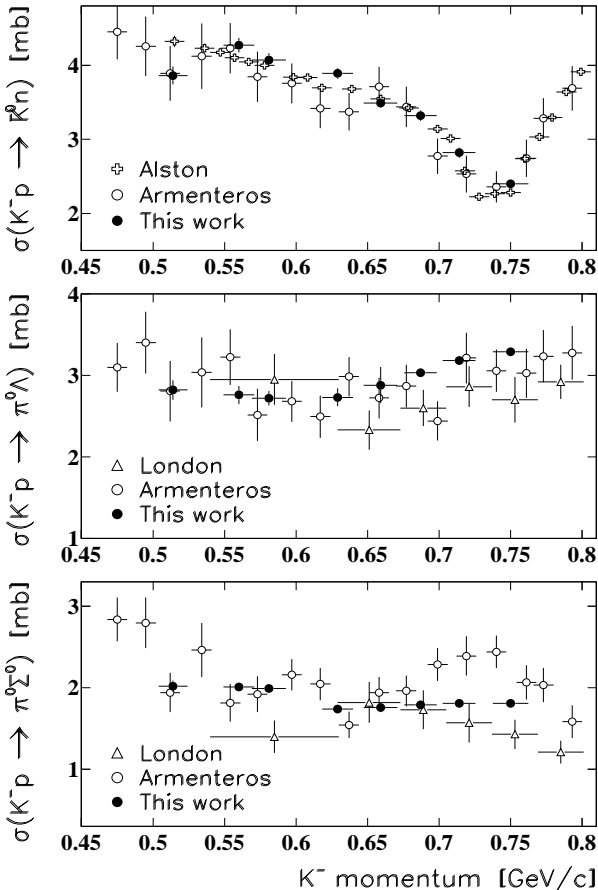 σ(K⁻p → K̄⁰n) [mb]
4
3
2
Alston
Armenteros
This work
0.45 0.5 0.55 0.6 0.65 0.7 0.75 0.8
σ(K⁻p → π⁰Λ) [mb]
4
3
2
1
London
Armenteros
This work
0.45 0.5 0.55 0.6 0.65 0.7 0.75 0.8
σ(K⁻p → π⁰Σ⁰) [mb]
3
2
1
London
Armenteros
This work
0.45 0.5 0.55 0.6 0.65 0.7 0.75 0.8
K⁻ momentum [GeV/c]